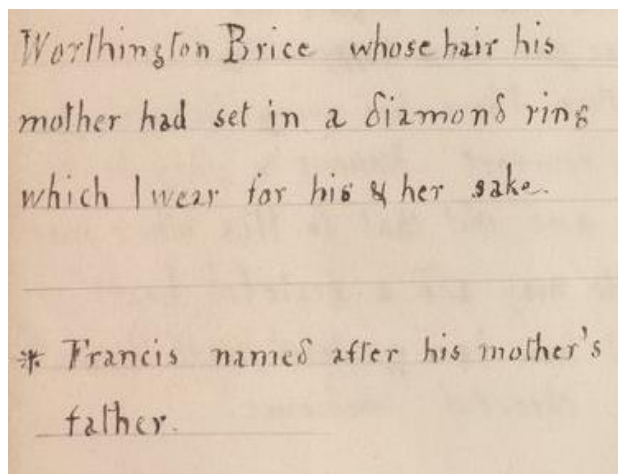 Worthington Brice whose hair his
mother had set in a diamond ring
which I wear for his & her sake.
* Francis named after his mother's
father.